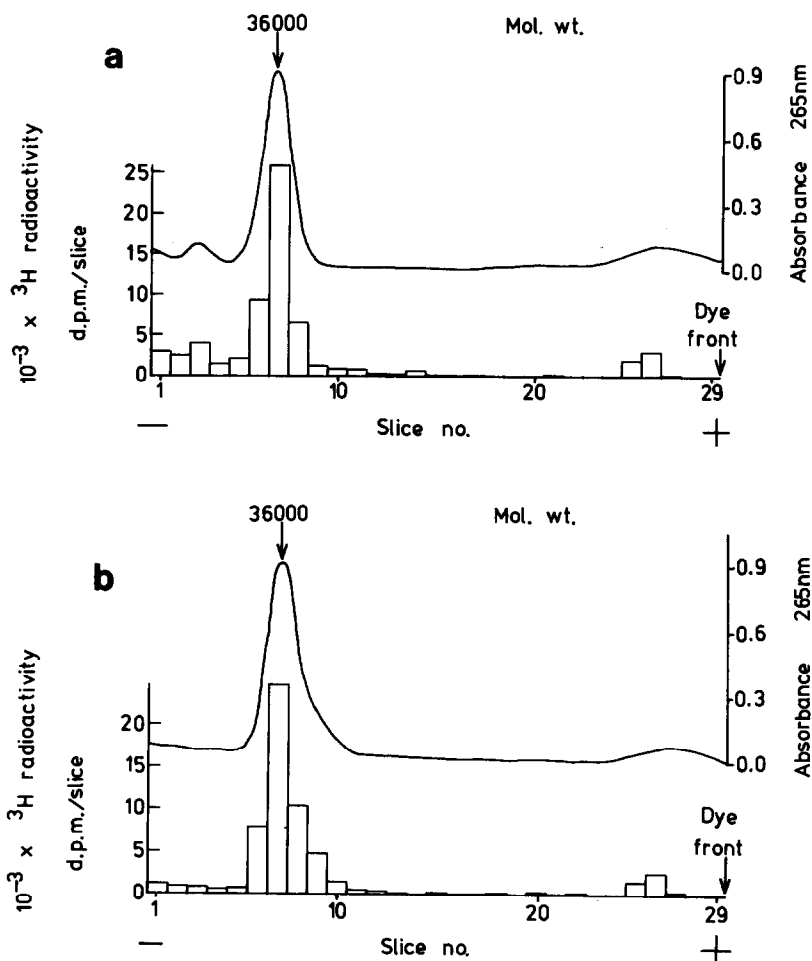 a
36000
Mol. wt.
10⁻³ x ³H radioactivity
d.p.m./slice
25
20
15
10
5
0
0.9
0.6
0.3
0.0
Absorbance 265nm
Dye
front
1
10
20
29
— Slice no. +
b
36000
Mol. wt.
10⁻³ x ³H radioactivity
d.p.m./slice
20
15
10
5
0
0.9
0.6
0.3
0.0
Absorbance 265nm
Dye
front
1
10
20
29
— Slice no. +